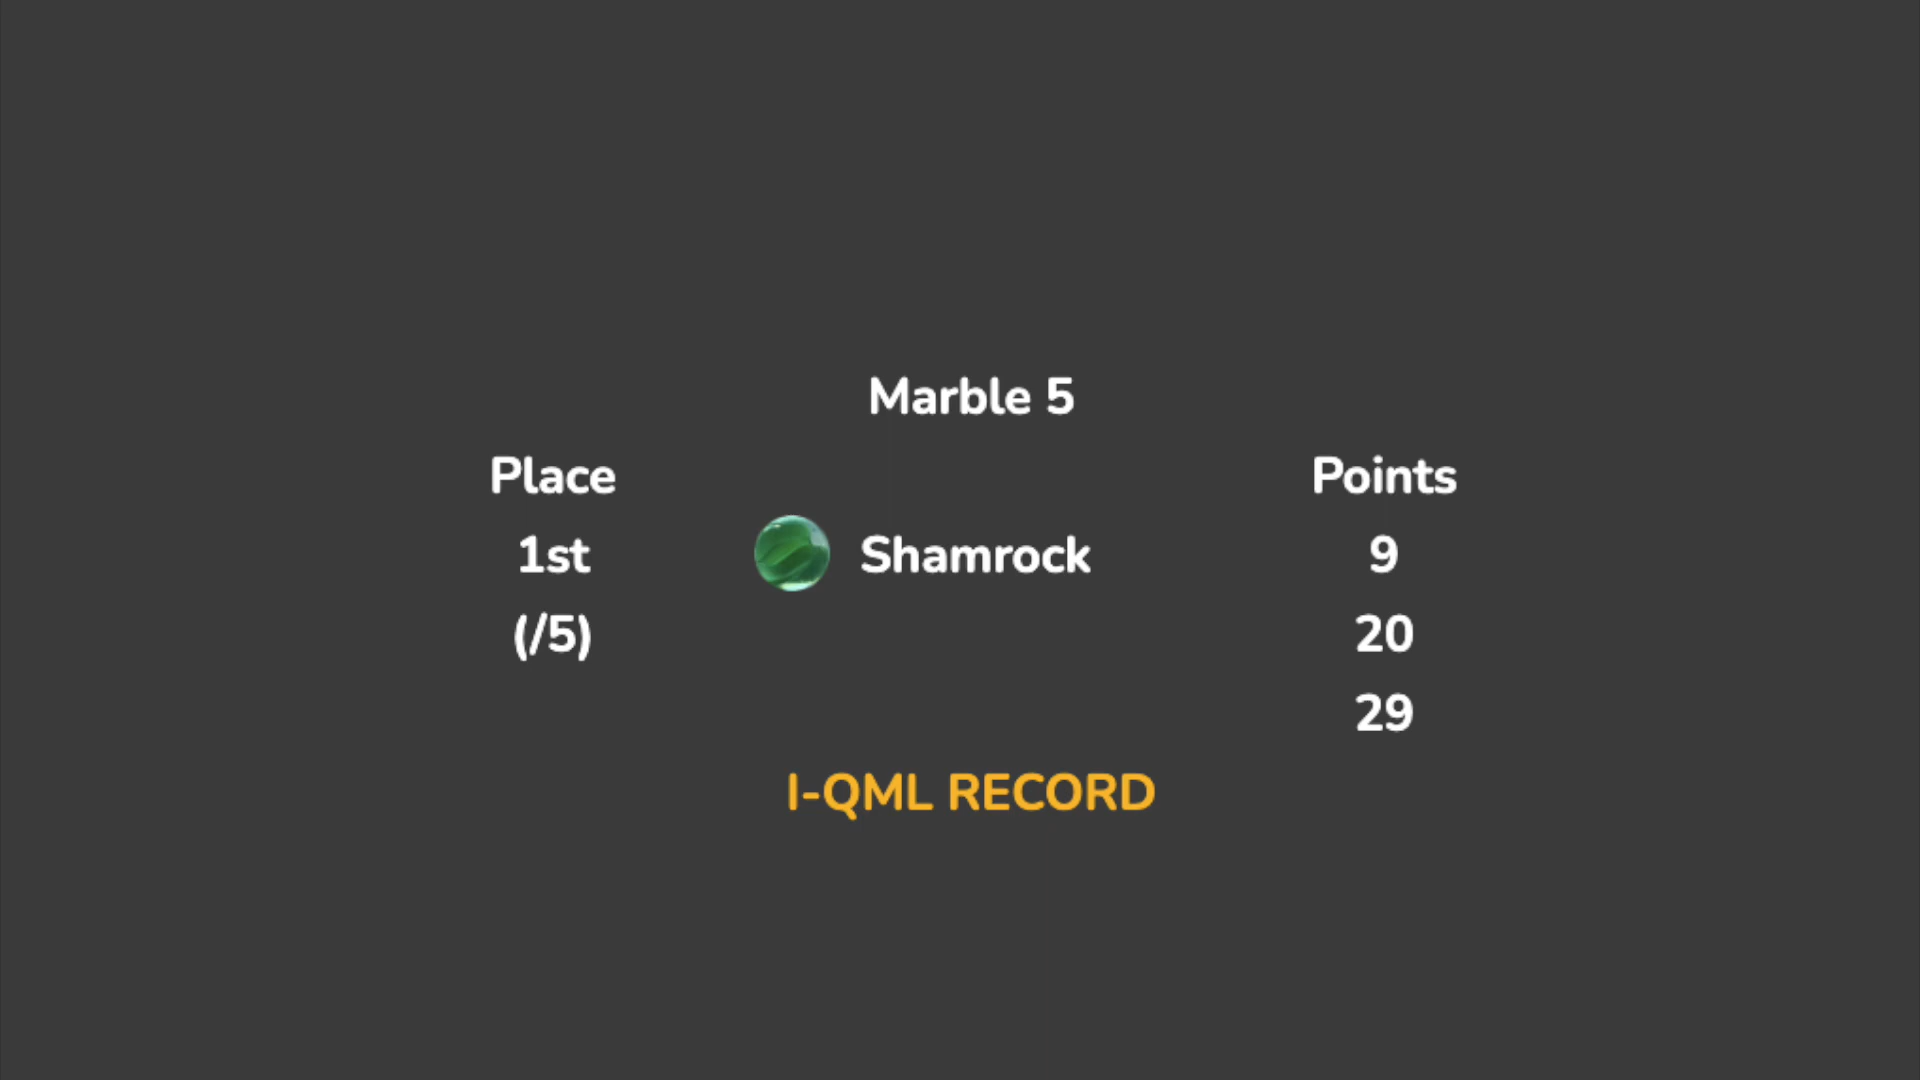 Marble 5
Place Points
1st Shamrock 9
(/5) 20
29
I-QML RECORD